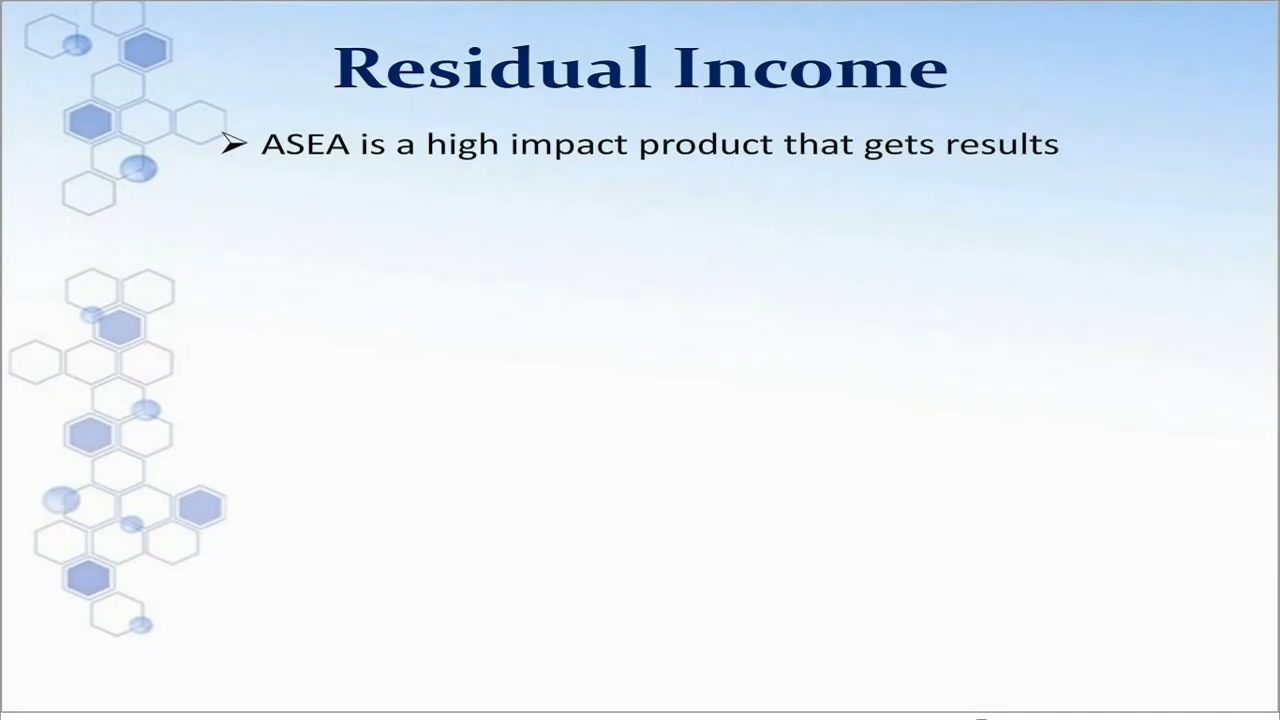 Residual Income
➢ ASEA is a high impact product that gets results